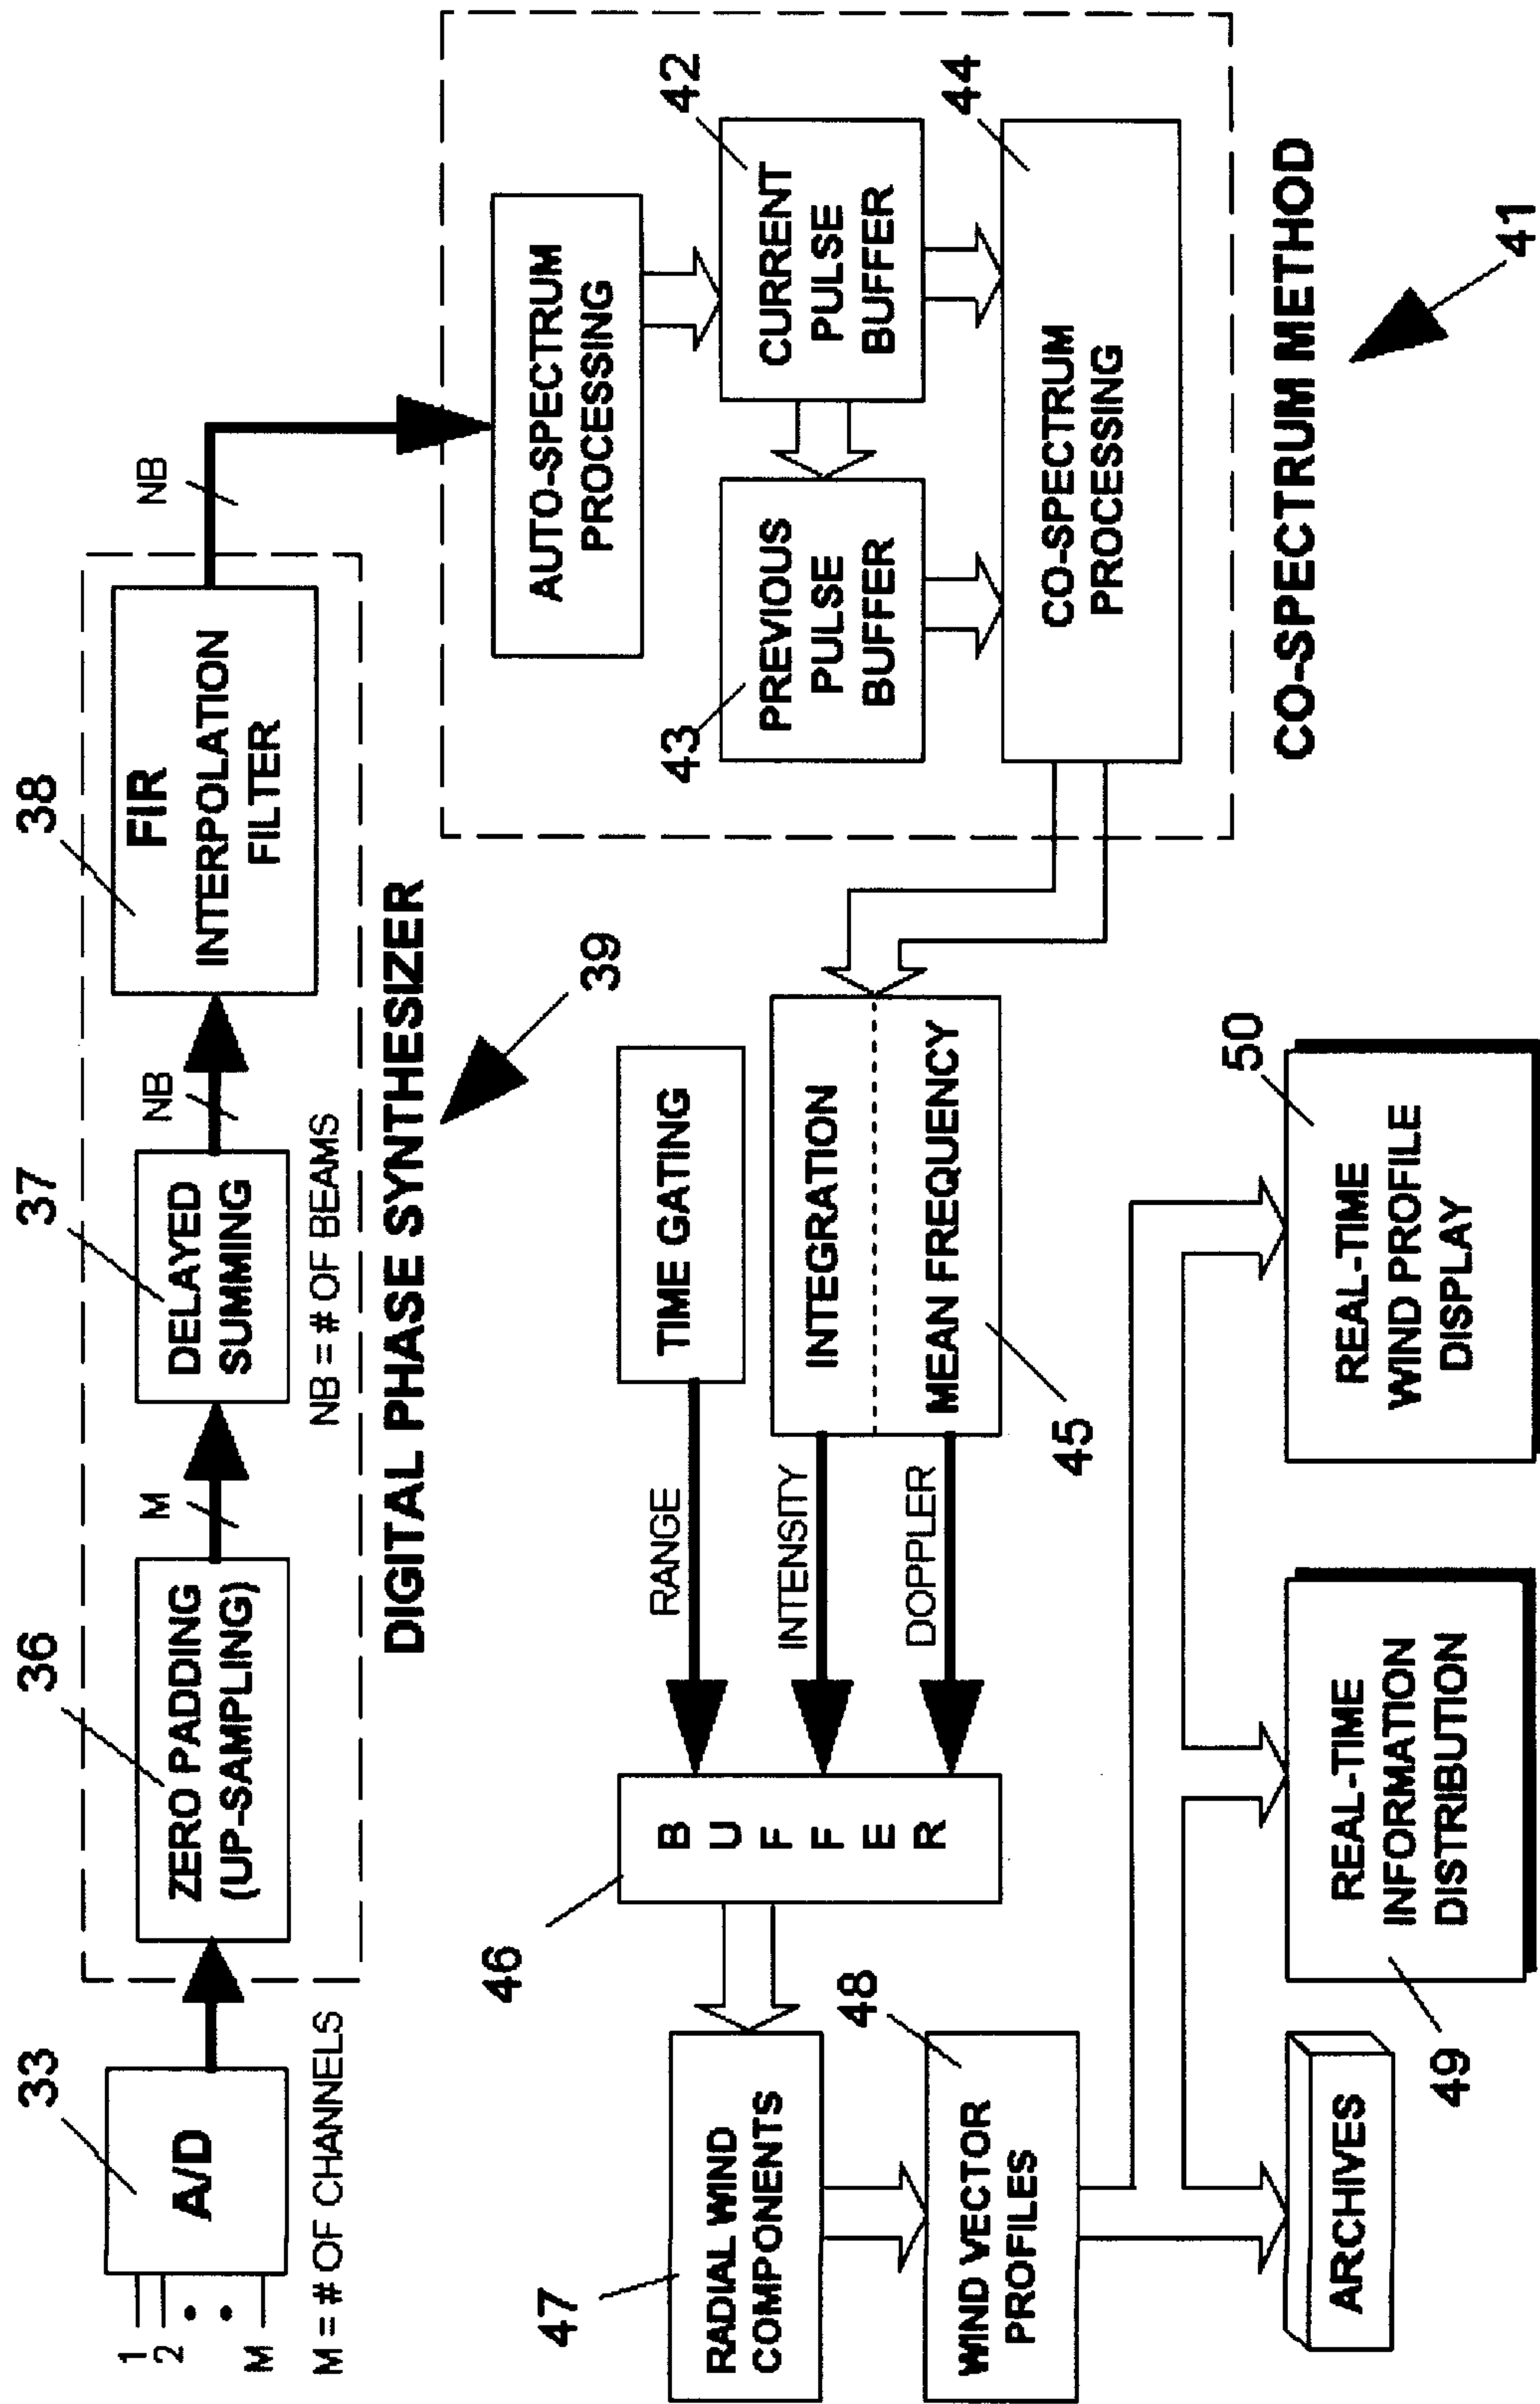 33
36
37
38
1
2
M
A/D
M = # OF CHANNELS
ZERO PADDING
(UP-SAMPLING)
M
DELAYED
SUMMING
NB
NB = # OF BEAMS
FIR
INTERPOLATION
FILTER
NB
DIGITAL PHASE SYNTHESIZER
39
AUTO-SPECTRUM
PROCESSING
42
CURRENT
PULSE
BUFFER
43
PREVIOUS
PULSE
BUFFER
44
CO-SPECTRUM
PROCESSING
CO-SPECTRUM METHOD
41
TIME GATING
INTEGRATION
MEAN FREQUENCY
45
RANGE
INTENSITY
DOPPLER
BUFFER
46
47
RADIAL WIND
COMPONENTS
48
WIND VECTOR
PROFILES
ARCHIVES
49
REAL-TIME
INFORMATION
DISTRIBUTION
50
REAL-TIME
WIND PROFILE
DISPLAY